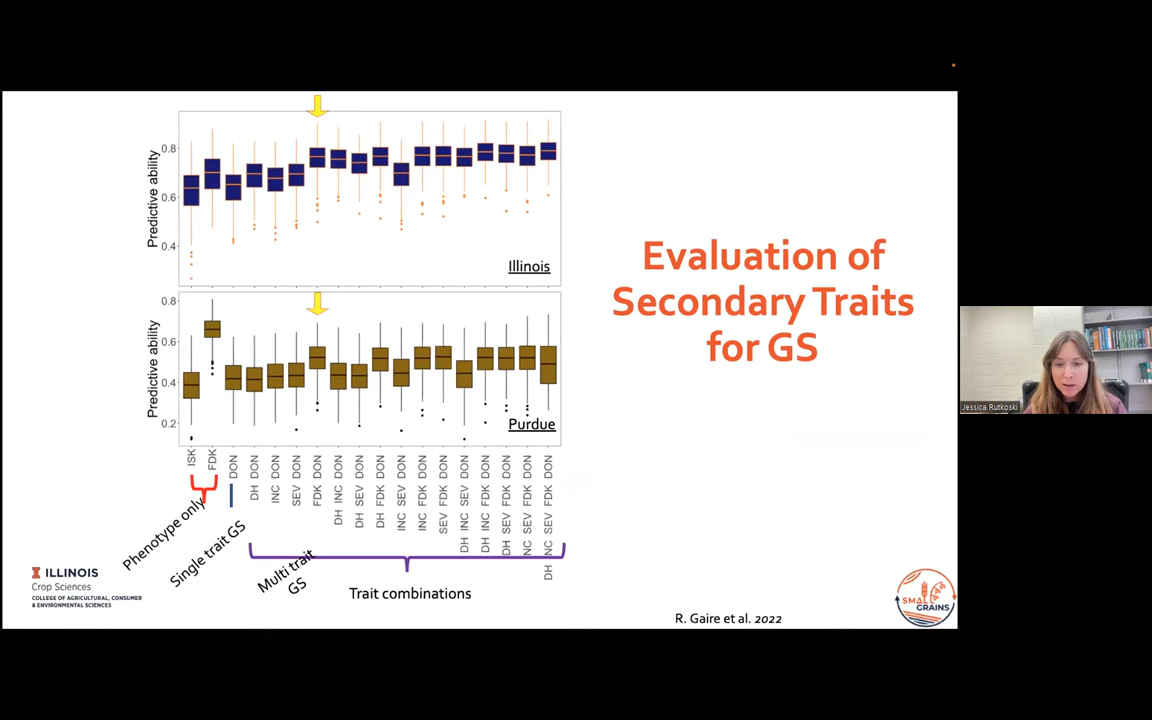 Predictive ability
0.8
0.6
0.4
Illinois
Predictive ability
0.8
0.6
0.4
0.2
Purdue
ISK
FDK
DON
DH DON
INC DON
SEV DON
FDK DON
DH INC DON
DH SEV DON
DH FDK DON
INC SEV DON
INC FDK DON
SEV FDK DON
DH INC SEV DON
DH INC FDK DON
DH SEV FDK DON
NC SEV FDK DON
DH NC SEV FDK DON
Phenotype only
Single trait GS
Multi trait
GS
Trait combinations
Evaluation of
Secondary Traits
for GS
Jessica Rutkoski
I ILLINOIS
Crop Sciences
COLLEGE OF AGRICULTURAL, CONSUMER
& ENVIRONMENTAL SCIENCES
R. Gaire et al. 2022
SMALL
GRAINS